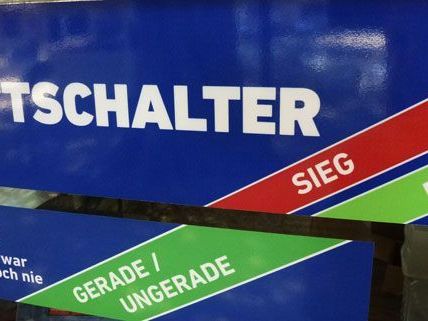 TSCHALTER
SIEG
war
och nie
GERADE /
UNGERADE